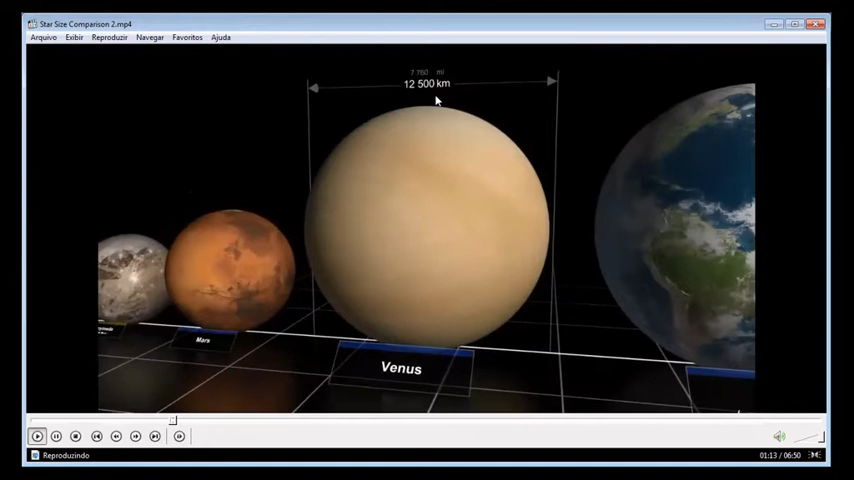 Star Size Comparison 2.mp4
Arquivo Exibir Reproduzir Navegar Favoritos Ajuda
7.760 mi
12 500 km
Mars
Venus
Reproduzindo
01:13 / 06:50